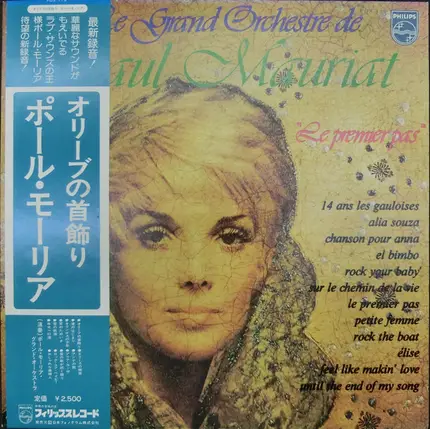 最新録音！
華麗なサウンドが
もえいでる
ラブ・サウンズの王
様ポール・モーリア
待望の新録音！
オリーブの首飾り
ポール・モーリア
定価 ¥2,500
フィリップス・レコード
PHILIPS
Le Grand Orchestre de
Paul Mauriat
"Le premier pas"
14 ans les gauloises
alla souza
chanson pour anna
el bimbo
rock your baby
sur le chemin de la vie
le premier pas
petite femme
rock the boat
élise
feel like makin' love
until the end of my song